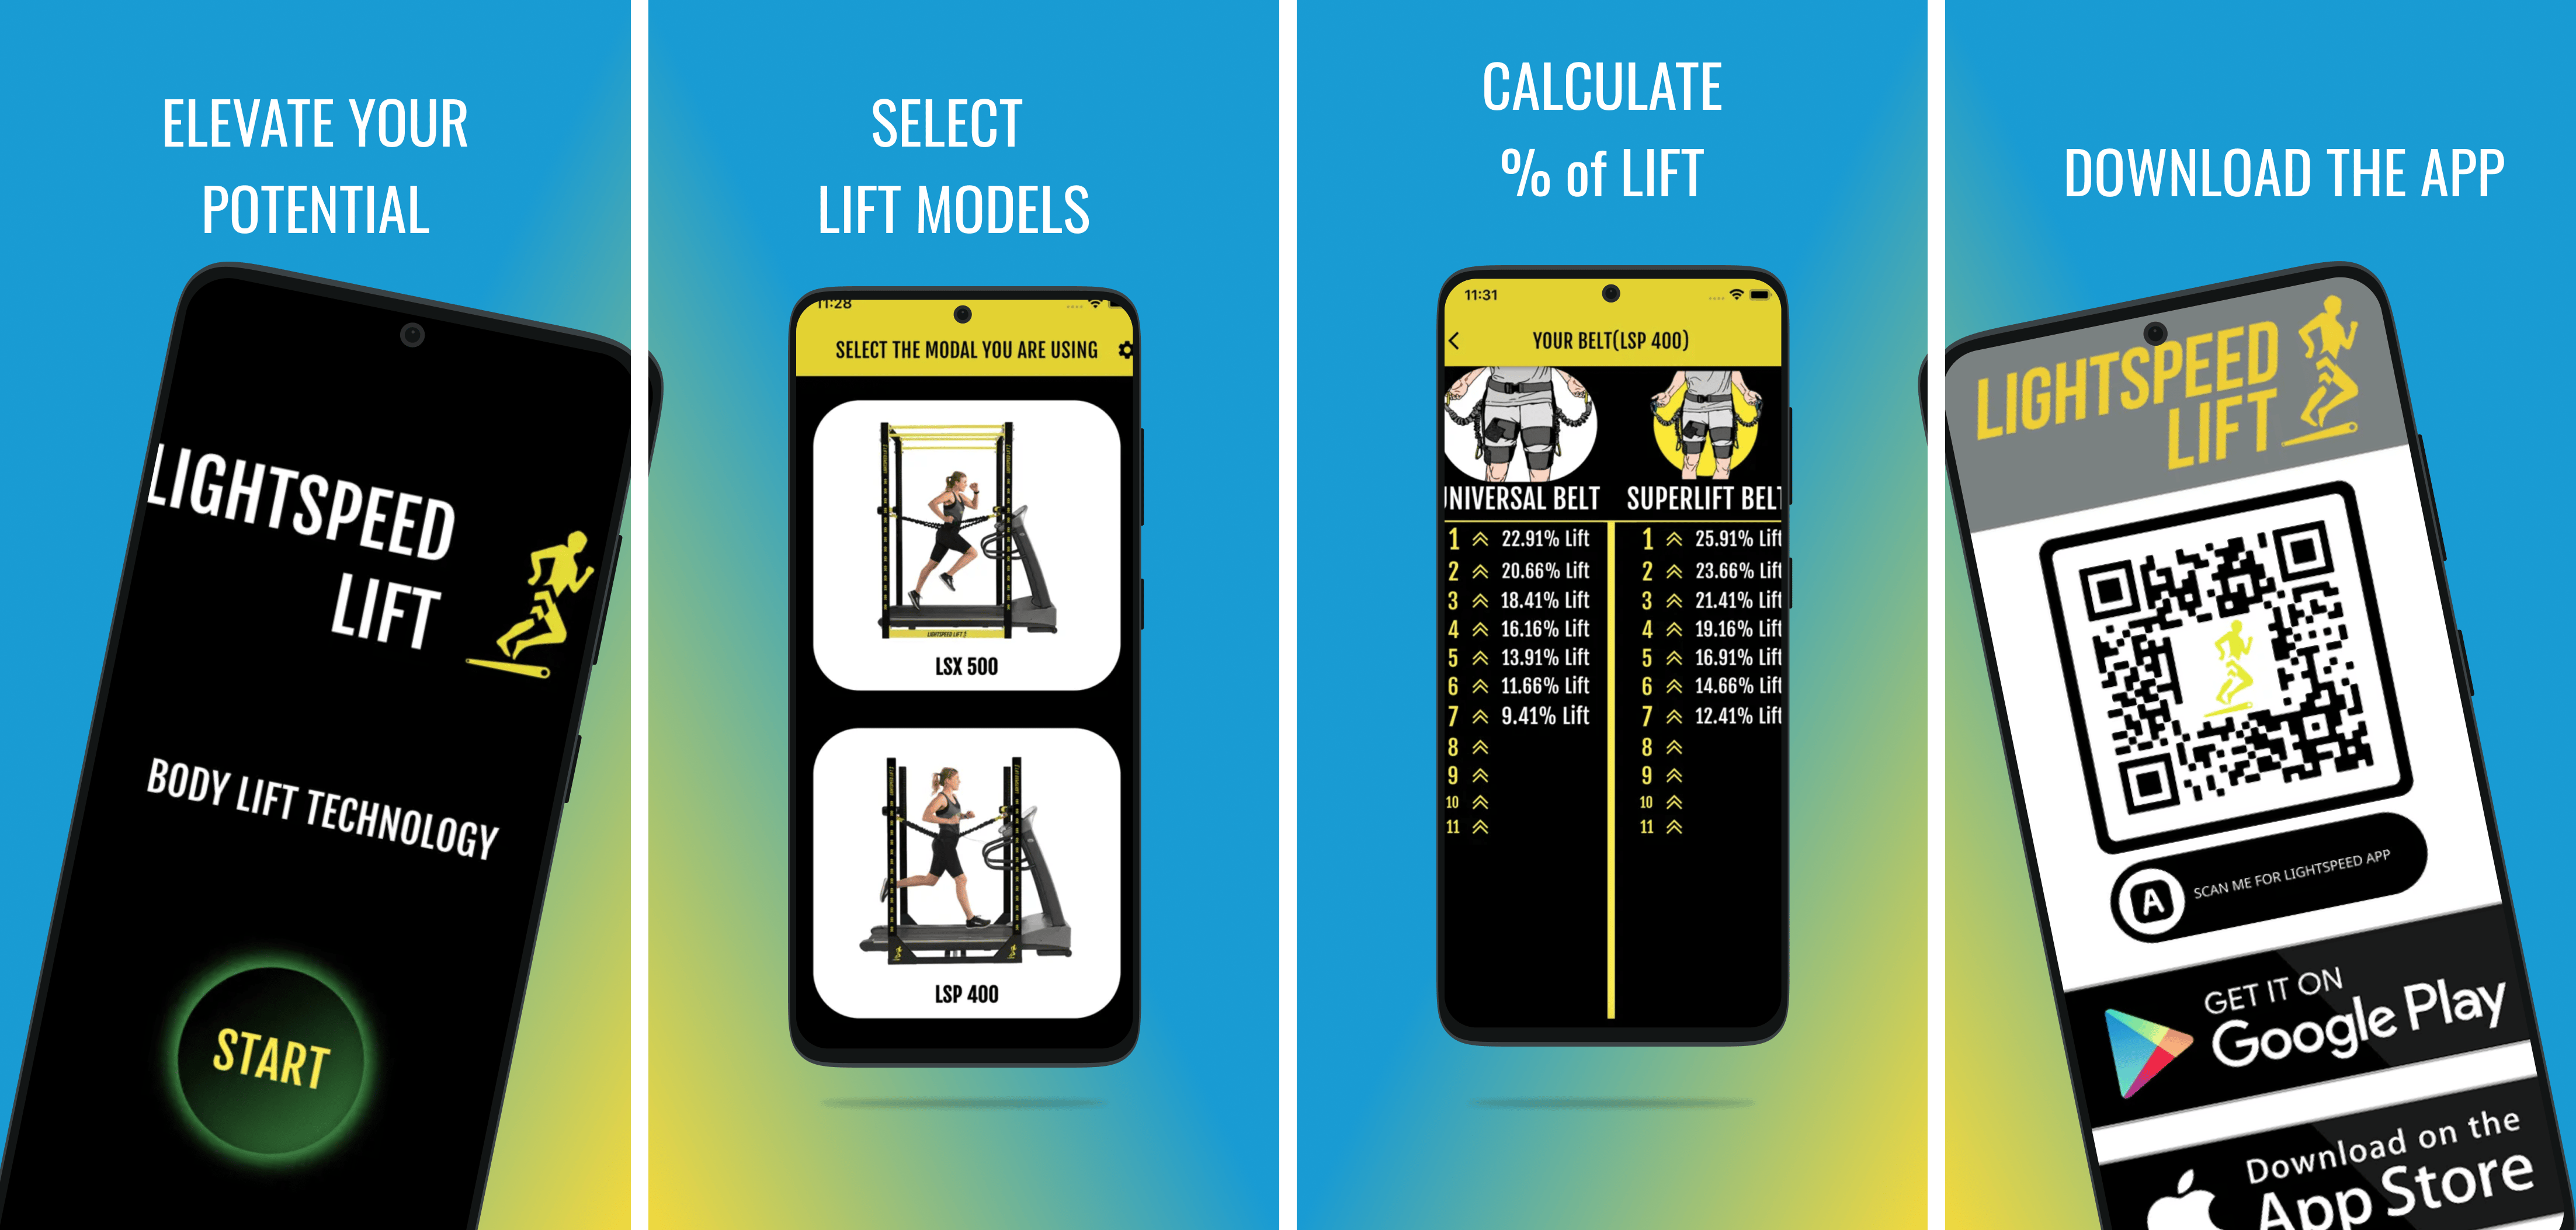 ELEVATE YOUR
POTENTIAL
LIGHTSPEED
LIFT
BODY LIFT TECHNOLOGY
START
SELECT
LIFT MODELS
11:28
SELECT THE MODAL YOU ARE USING
LIGHTSPEED LIFT
LSX 500
LSP 400
CALCULATE
% of LIFT
11:31
YOUR BELT(LSP 400)
UNIVERSAL BELT SUPERLIFT BELT
1 22.91% Lift 1 25.91% Lift
2 20.66% Lift 2 23.66% Lift
3 18.41% Lift 3 21.41% Lift
4 16.16% Lift 4 19.16% Lift
5 13.91% Lift 5 16.91% Lift
6 11.66% Lift 6 14.66% Lift
7 9.41% Lift 7 12.41% Lift
8 8
9 9
10 10
11 11
DOWNLOAD THE APP
LIGHTSPEED
LIFT
A SCAN ME FOR LIGHTSPEED APP
GET IT ON
Google Play
Download on the
App Store